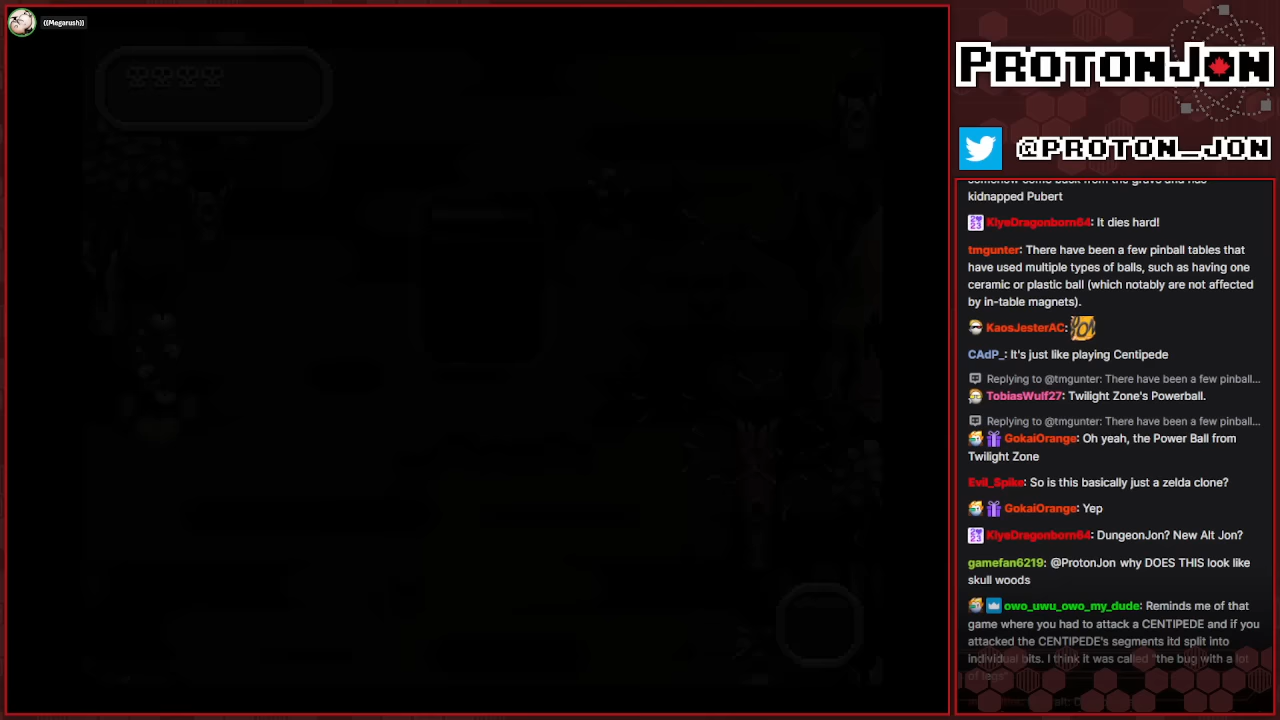 ((Megarush))
PROTONJON
@PROTON_JON
kidnapped Pubert
KlyeDragonborn64: It dies hard!
tmgunter: There have been a few pinball tables that
have used multiple types of balls, such as having one
ceramic or plastic ball (which notably are not affected
by in-table magnets).
KaosJesterAC:
CAdP_: It's just like playing Centipede
Replying to @tmgunter: There have been a few pinball...
TobiasWulf27: Twilight Zone's Powerball.
Replying to @tmgunter: There have been a few pinball...
GokaiOrange: Oh yeah, the Power Ball from
Twilight Zone
Evil_Spike: So is this basically just a zelda clone?
GokaiOrange: Yep
KlyeDragonborn64: DungeonJon? New Alt Jon?
gamefan6219: @ProtonJon why DOES THIS look like
skull woods
owo_uwu_owo_my_dude: Reminds me of that
game where you had to attack a CENTIPEDE and if you
attacked the CENTIPEDE's segments itd split into
individual bits. I think it was called "the bug with a lot
of legs"